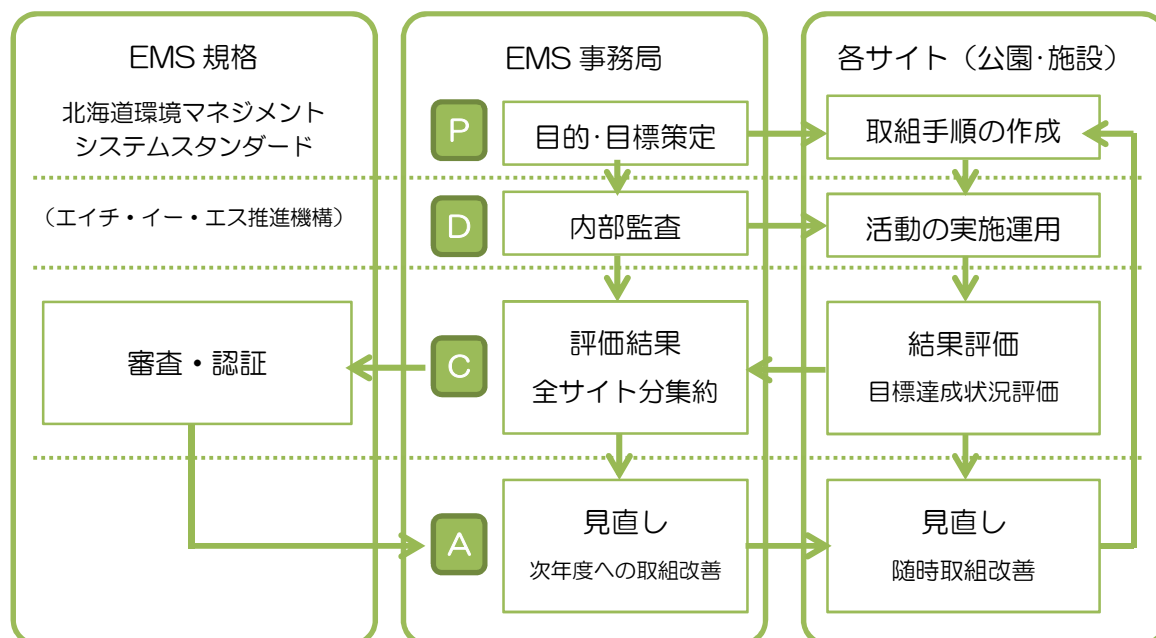 EMS 規格
北海道環境マネジメント
システムスタンダード
（エイチ・イー・エス推進機構）
審査・認証
EMS 事務局
P
目的･目標策定
D
内部監査
C
評価結果
全サイト分集約
A
見直し
次年度への取組改善
各サイト（公園･施設）
取組手順の作成
活動の実施運用
結果評価
目標達成状況評価
見直し
随時取組改善